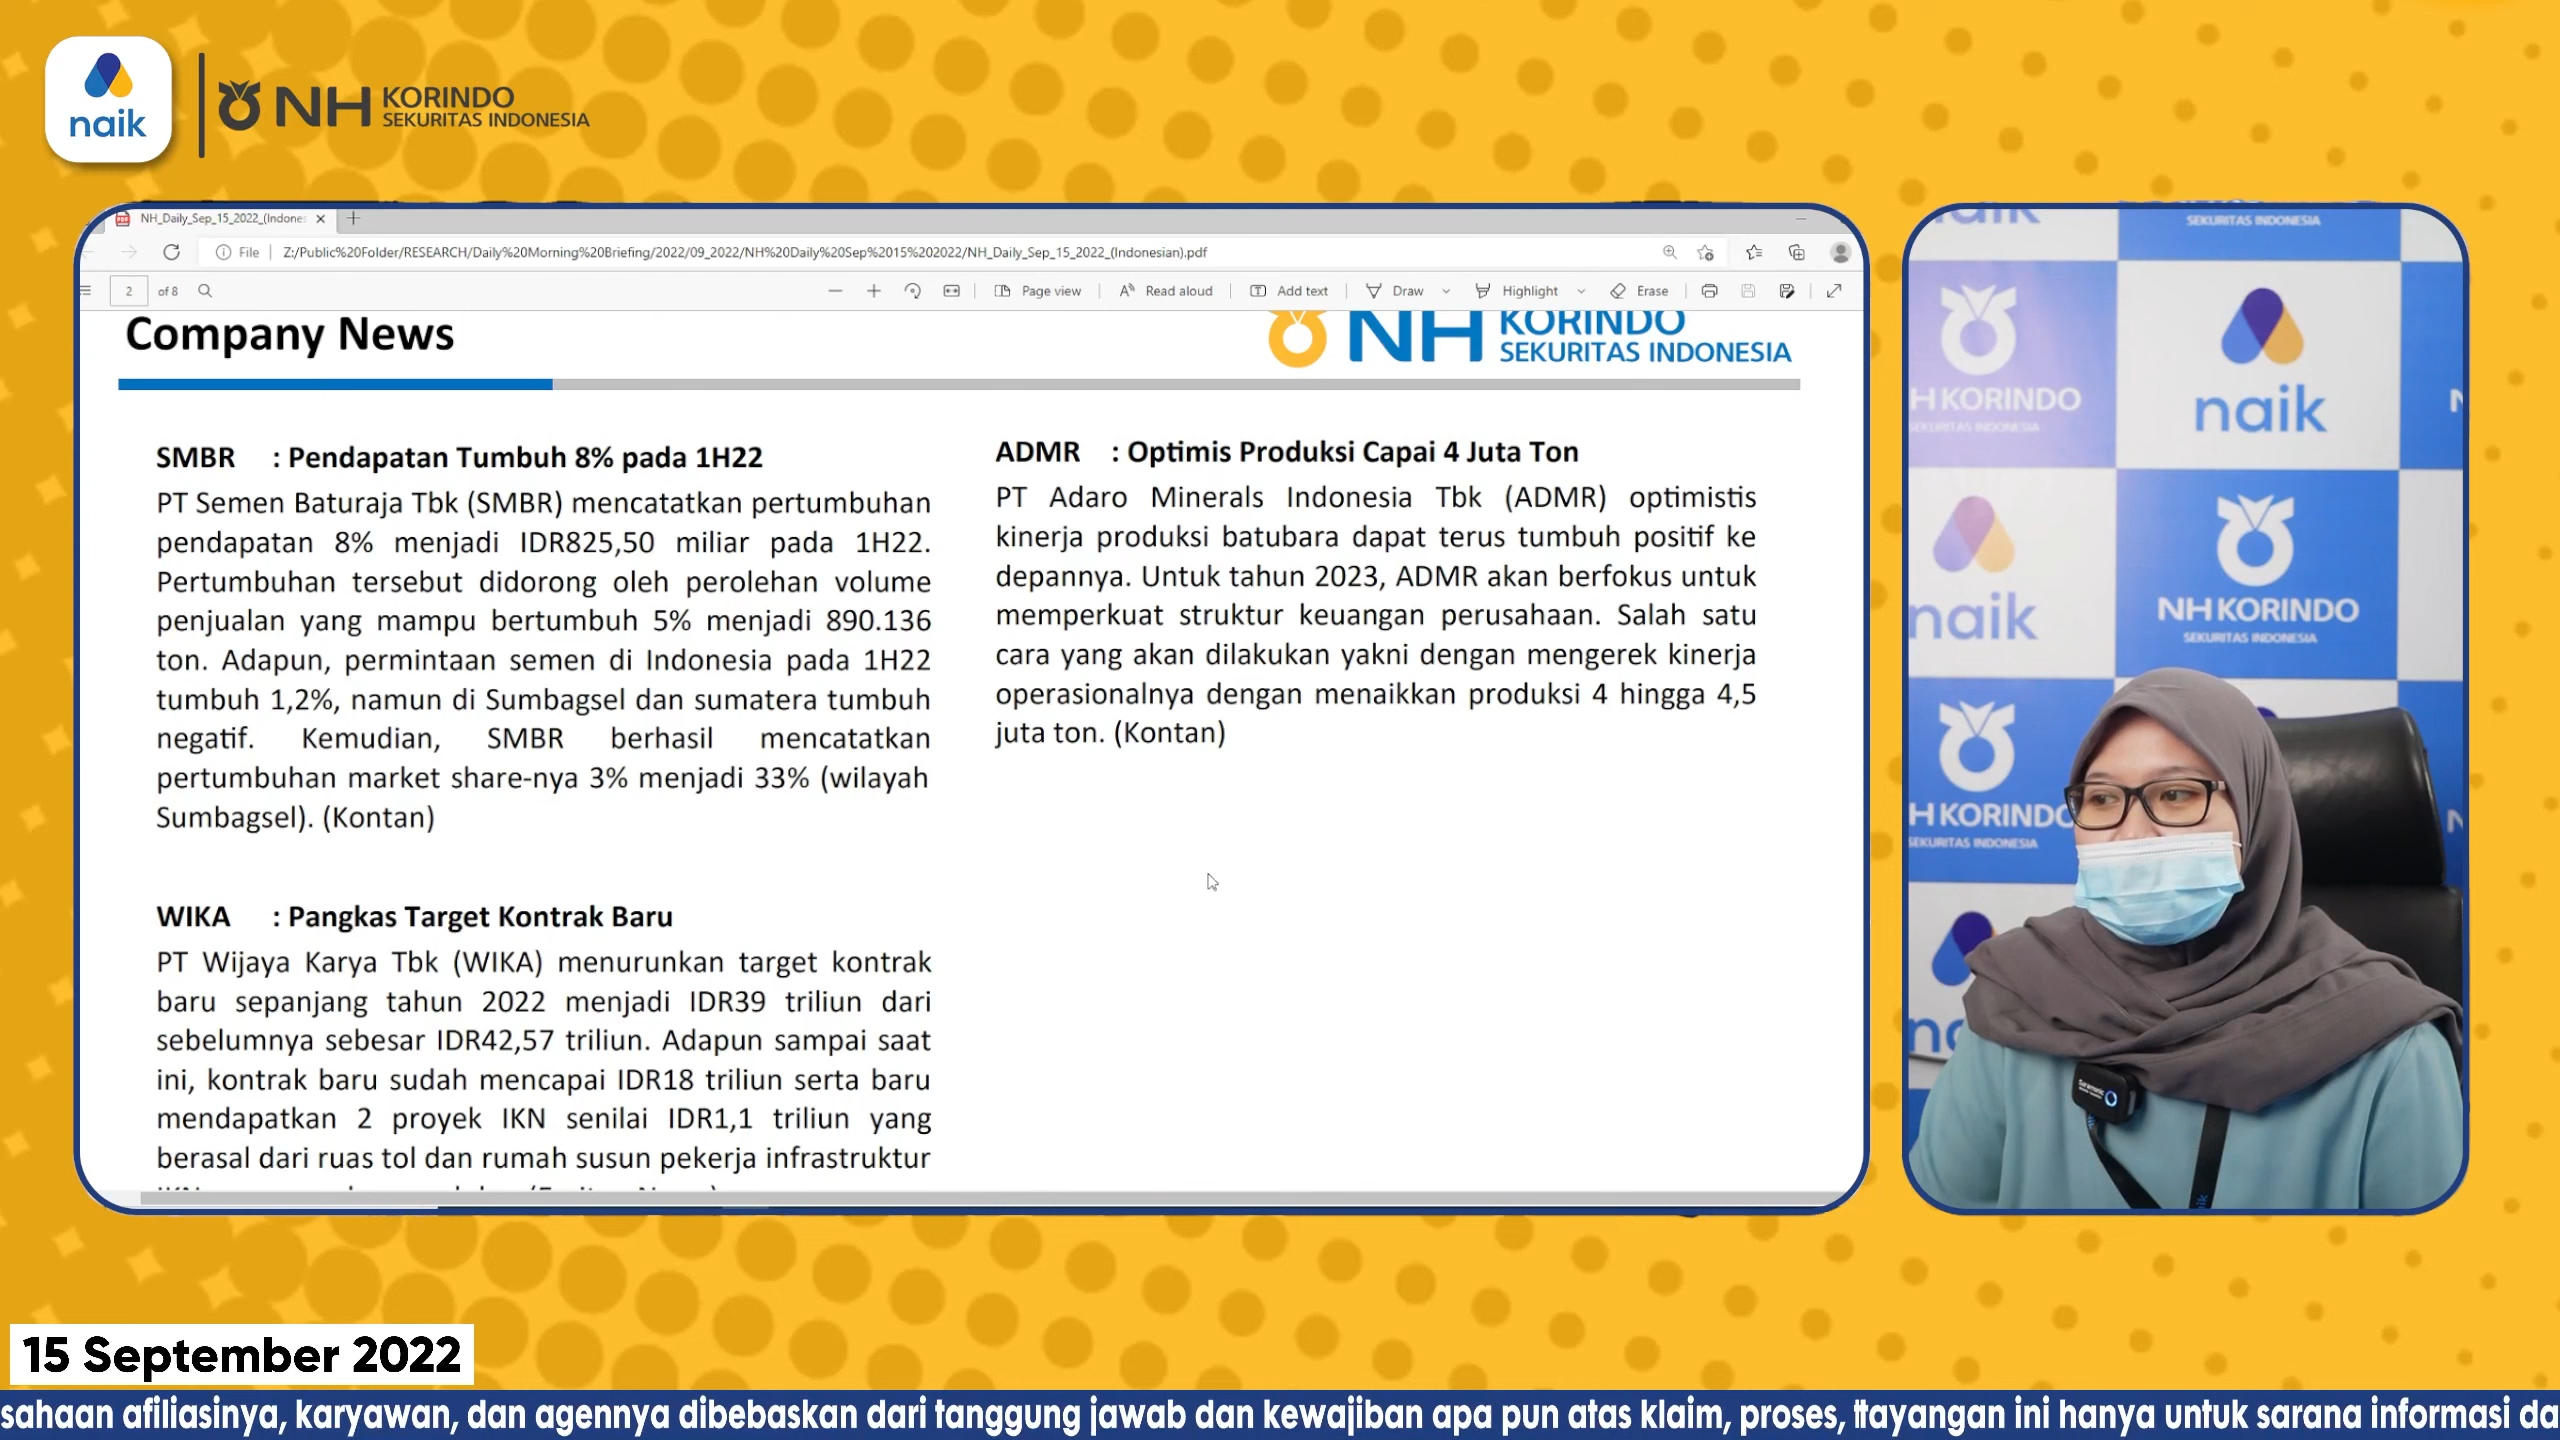 naik
NH KORINDO
SEKURITAS INDONESIA
NH_Daily_Sep_15_2022_(Indones
File
Z:/Public%20Folder/RESEARCH/Daily%20Morning%20Briefing/2022/09_2022/NH%20Daily%20Sep%2015%202022/NH_Daily_Sep_15_2022_(Indonesian).pdf
2 of 8
Page view
Read aloud
Add text
Draw
Highlight
Erase
Company News
NH KORINDO
SEKURITAS INDONESIA
SMBR : Pendapatan Tumbuh 8% pada 1H22
PT Semen Baturaja Tbk (SMBR) mencatatkan pertumbuhan
pendapatan 8% menjadi IDR825,50 miliar pada 1H22.
Pertumbuhan tersebut didorong oleh perolehan volume
penjualan yang mampu bertumbuh 5% menjadi 890.136
ton. Adapun, permintaan semen di Indonesia pada 1H22
tumbuh 1,2%, namun di Sumbagsel dan sumatera tumbuh
negatif. Kemudian, SMBR berhasil mencatatkan
pertumbuhan market share-nya 3% menjadi 33% (wilayah
Sumbagsel). (Kontan)
WIKA : Pangkas Target Kontrak Baru
PT Wijaya Karya Tbk (WIKA) menurunkan target kontrak
baru sepanjang tahun 2022 menjadi IDR39 triliun dari
sebelumnya sebesar IDR42,57 triliun. Adapun sampai saat
ini, kontrak baru sudah mencapai IDR18 triliun serta baru
mendapatkan 2 proyek IKN senilai IDR1,1 triliun yang
berasal dari ruas tol dan rumah susun pekerja infrastruktur
ADMR : Optimis Produksi Capai 4 Juta Ton
PT Adaro Minerals Indonesia Tbk (ADMR) optimistis
kinerja produksi batubara dapat terus tumbuh positif ke
depannya. Untuk tahun 2023, ADMR akan berfokus untuk
memperkuat struktur keuangan perusahaan. Salah satu
cara yang akan dilakukan yakni dengan mengerek kinerja
operasionalnya dengan menaikkan produksi 4 hingga 4,5
juta ton. (Kontan)
naik
SEKURITAS INDONESIA
H KORINDO
SEKURITAS INDONESIA
naik
naik
NH KORINDO
SEKURITAS INDONESIA
H KORINDO
SEKURITAS INDONESIA
Saramonic
15 September 2022
sahaan afiliasinya, karyawan, dan agennya dibebaskan dari tanggung jawab dan kewajiban apa pun atas klaim, proses, ttayangan ini hanya untuk sarana informasi da